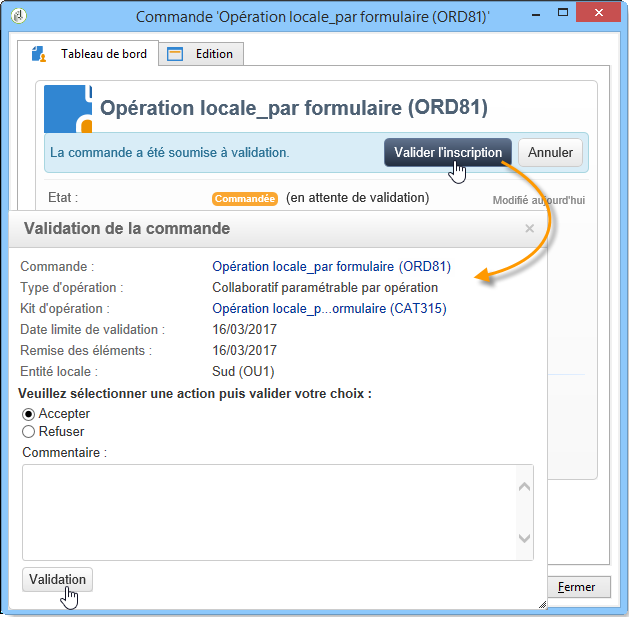 Commande 'Opération locale_par formulaire (ORD81)'
Tableau de bord Edition
Opération locale_par formulaire (ORD81)
La commande a été soumise à validation. Valider l'inscription Annuler
Etat : Commandée (en attente de validation) Modifié aujourd'hui
Validation de la commande
Commande : Opération locale_par formulaire (ORD81)
Type d'opération : Collaboratif paramétrable par opération
Kit d'opération : Opération locale_p...ormulaire (CAT315)
Date limite de validation : 16/03/2017
Remise des éléments : 16/03/2017
Entité locale : Sud (OU1)
Veuillez sélectionner une action puis valider votre choix :
Accepter
Refuser
Commentaire :
Validation
Fermer